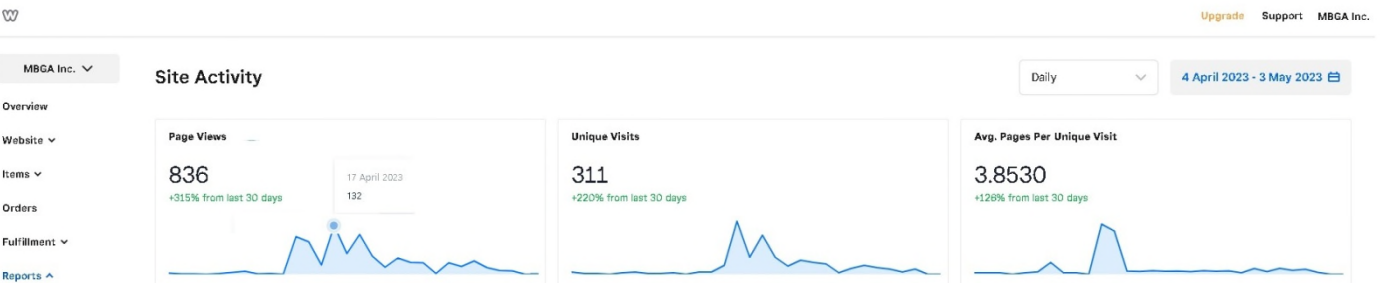 Upgrade Support MBGA Inc.
MBGA Inc.
Site Activity
Daily
4 April 2023 - 3 May 2023
Overview
Website
Items
Orders
Fulfillment
Reports
Page Views
836
+315% from last 30 days
17 April 2023
132
Unique Visits
311
+220% from last 30 days
Avg. Pages Per Unique Visit
3.8530
+126% from last 30 days